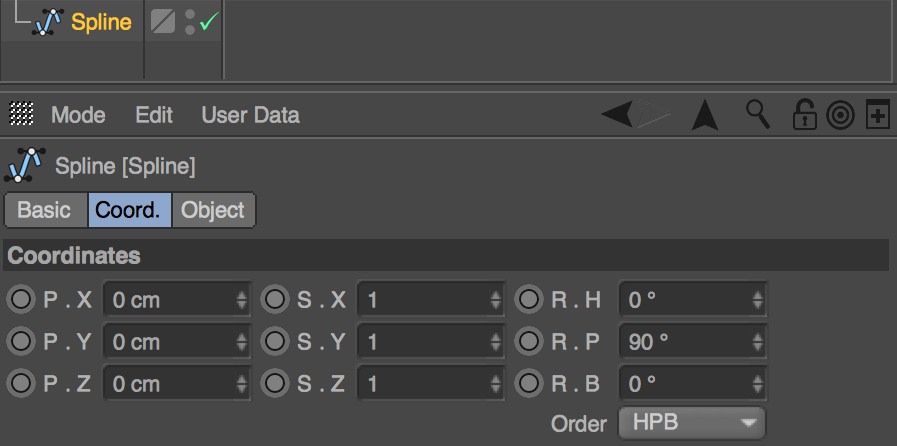 Spline
Mode Edit User Data
Spline [Spline]
Basic Coord. Object
Coordinates
P . X 0 cm S . X 1 R . H 0 °
P . Y 0 cm S . Y 1 R . P 90 °
P . Z 0 cm S . Z 1 R . B 0 °
Order HPB